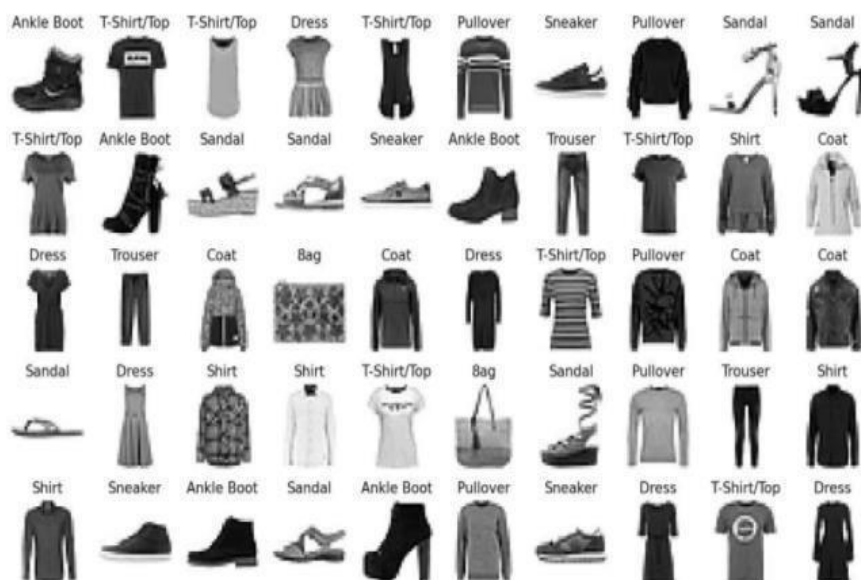 Ankle Boot T-Shirt/Top T-Shirt/Top Dress T-Shirt/Top Pullover Sneaker Pullover Sandal Sandal
T-Shirt/Top Ankle Boot Sandal Sandal Sneaker Ankle Boot Trouser T-Shirt/Top Shirt Coat
Dress Trouser Coat Bag Coat Dress T-Shirt/Top Pullover Coat Coat
Sandal Dress Shirt Shirt T-Shirt/Top Bag Sandal Pullover Trouser Shirt
Shirt Sneaker Ankle Boot Sandal Ankle Boot Pullover Sneaker Dress T-Shirt/Top Dress